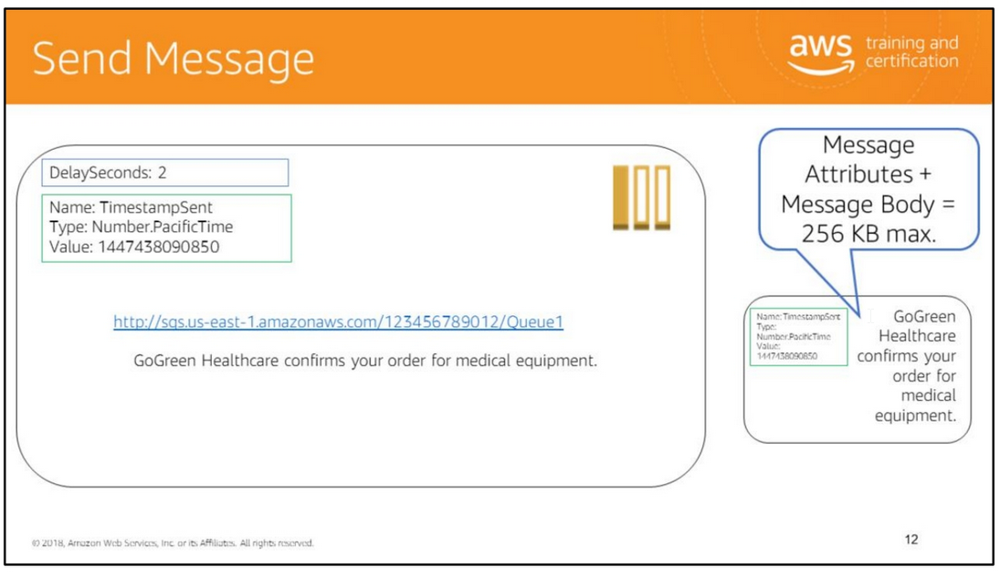 Send Message
aws training and
certification
DelaySeconds: 2
Name: TimestampSent
Type: Number.PacificTime
Value: 1447438090850
http://sqs.us-east-1.amazonaws.com/123456789012/Queue1
GoGreen Healthcare confirms your order for medical equipment.
Message
Attributes +
Message Body =
256 KB max.
Name: TimestampSent
Type:
Number.PacificTime
Value:
1447438090850
GoGreen
Healthcare
confirms your
order for
medical
equipment.
© 2018, Amazon Web Services, Inc. or its Affiliates. All rights reserved.
12